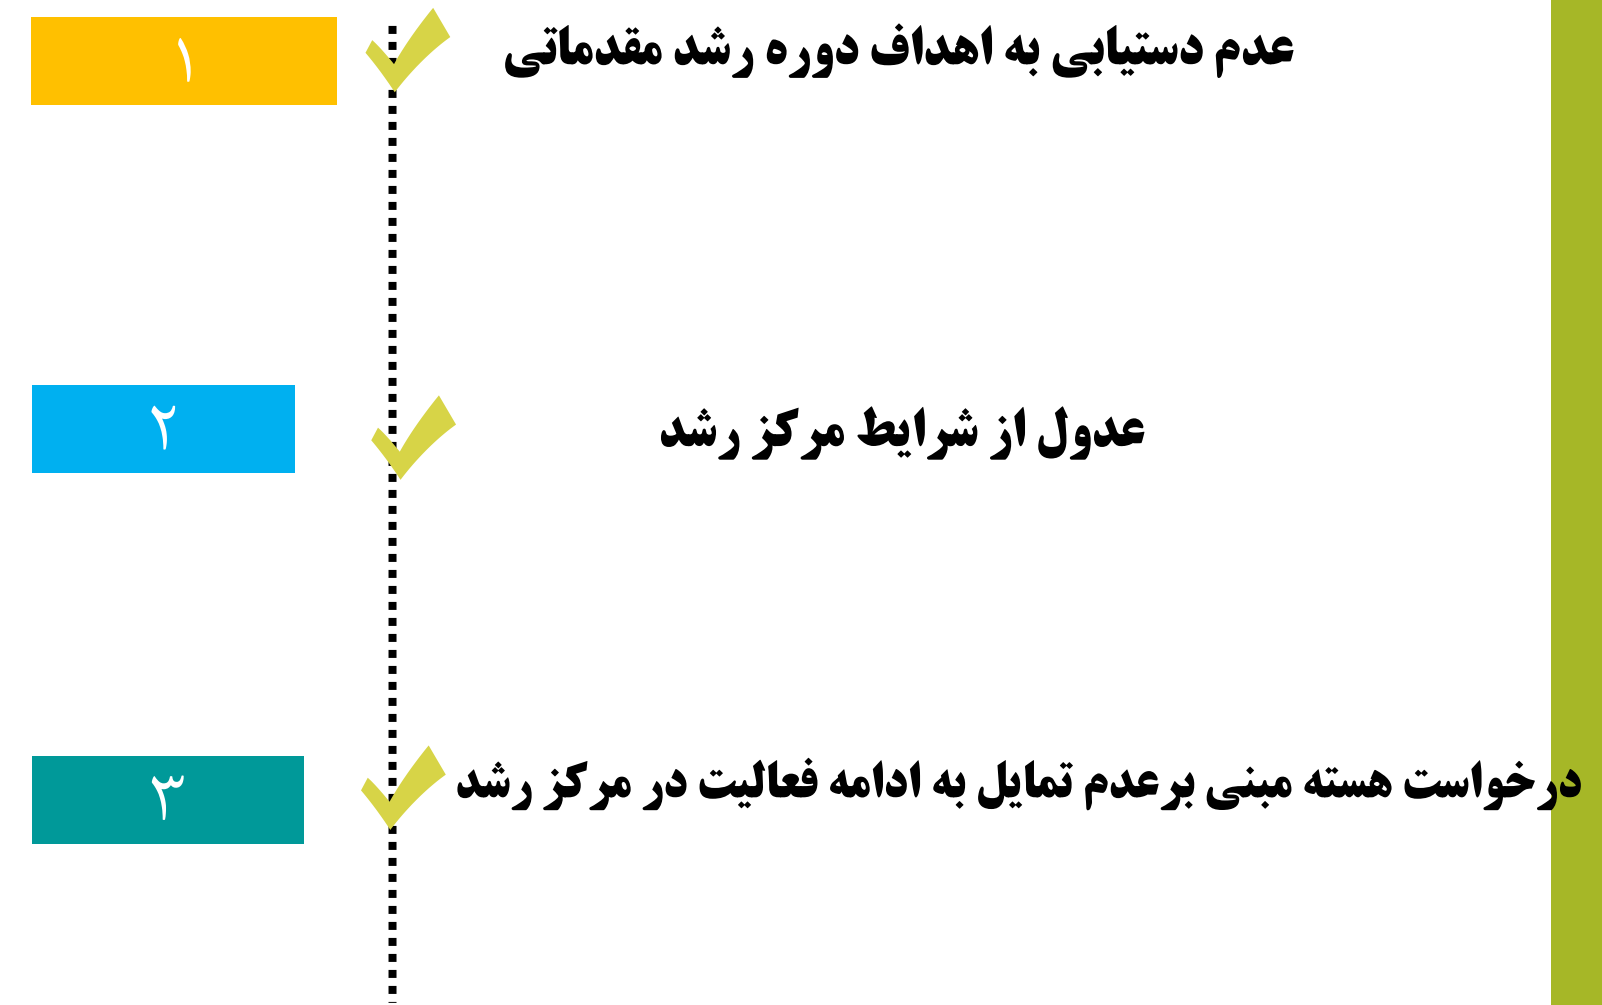 ۱
عدم دستیابی به اهداف دوره رشد مقدماتی
۲
عدول از شرایط مرکز رشد
۳
درخواست هسته مبنی برعدم تمایل به ادامه فعالیت در مرکز رشد